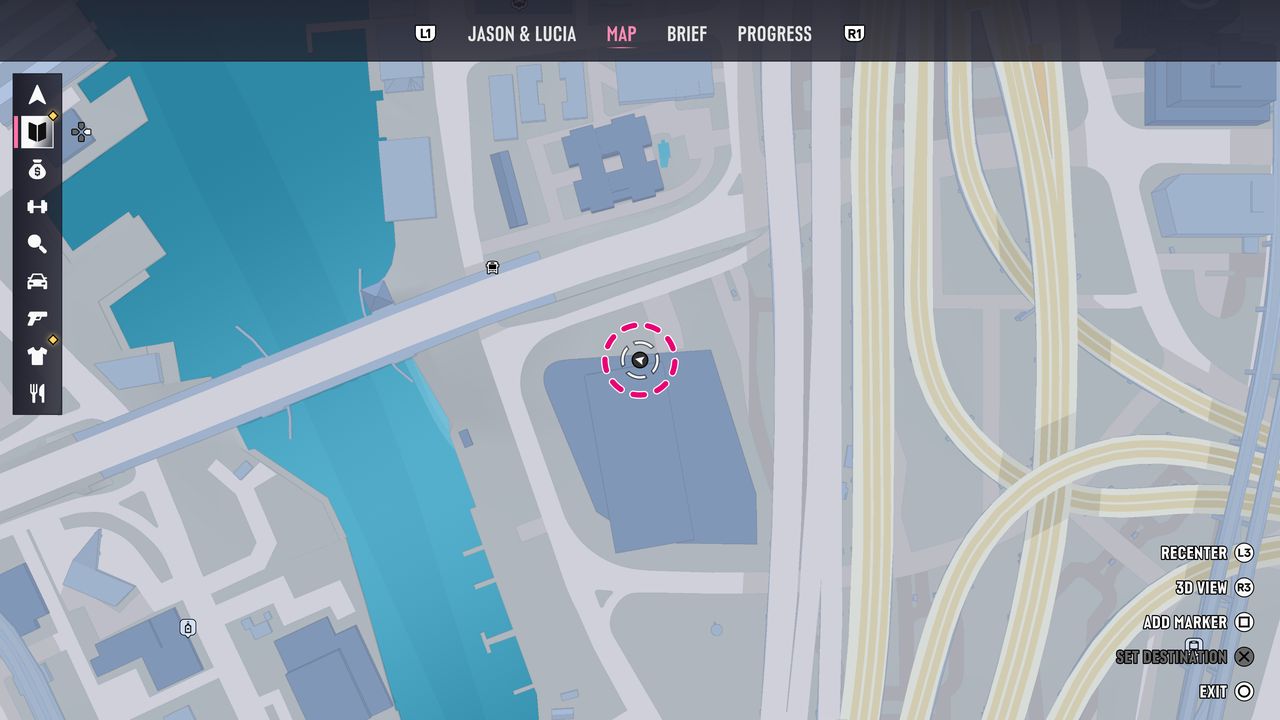 L1 JASON & LUCIA MAP BRIEF PROGRESS R1
$
RECENTER L3
3D VIEW R3
ADD MARKER
SET DESTINATION
EXIT